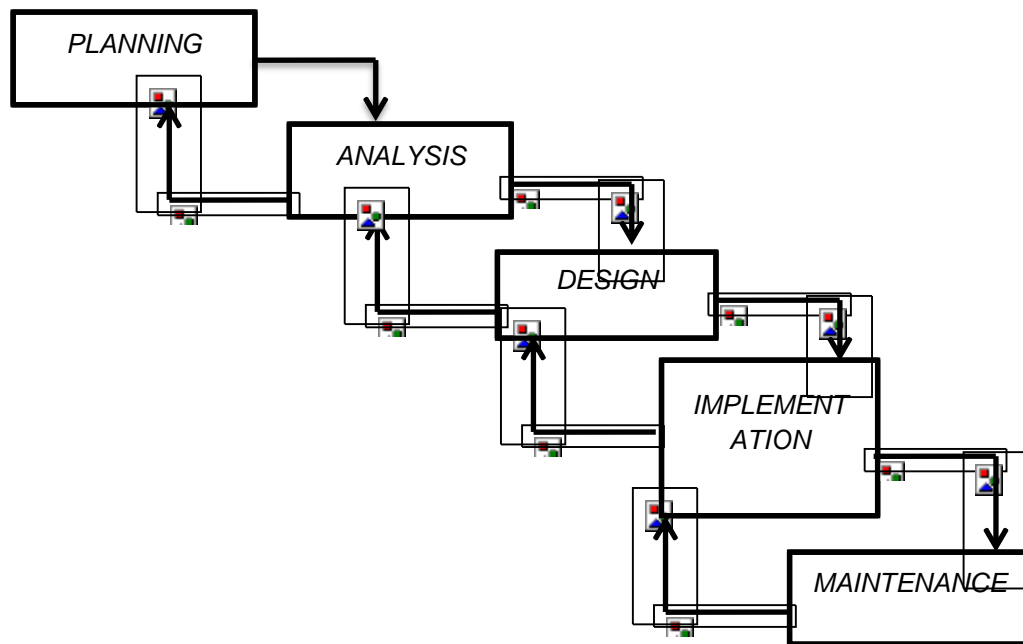 PLANNING
ANALYSIS
DESIGN
IMPLEMENT
ATION
MAINTENANCE